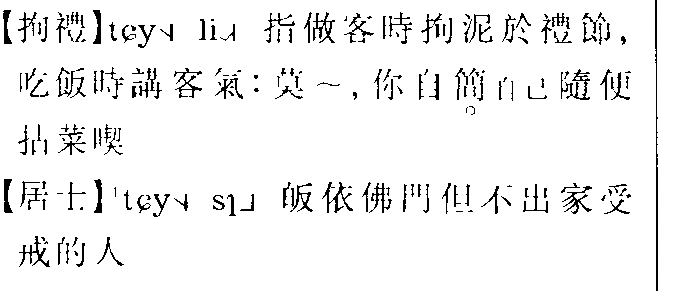 【拘禮】tɕy˧˩ li˩˧ 指做客時拘泥於禮節,
吃飯時講客氣：莫～, 你自簡自己隨便
拈菜喫
【居士】tɕy˧˩ sɿ˩ 皈依佛門但不出家受
戒的人